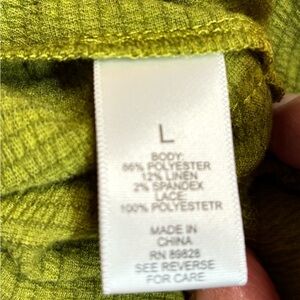 L
BODY:
86% POLYESTER
12% LINEN
2% SPANDEX
LACE:
100% POLYESTETR
MADE IN
CHINA
RN 89828
SEE REVERSE
FOR CARE